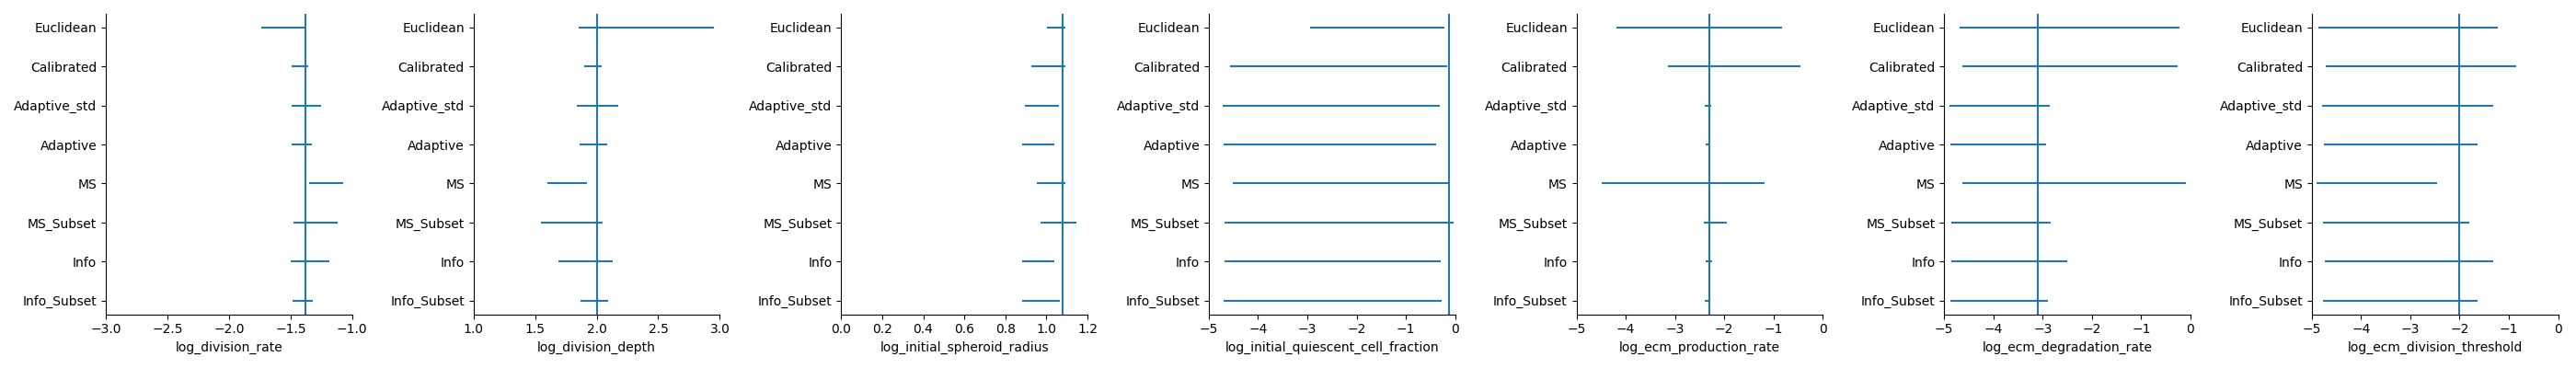 Euclidean
Calibrated
Adaptive_std
Adaptive
MS
MS_Subset
Info
Info_Subset
−3.0 −2.5 −2.0 −1.5 −1.0
log_division_rate
Euclidean
Calibrated
Adaptive_std
Adaptive
MS
MS_Subset
Info
Info_Subset
1.0 1.5 2.0 2.5 3.0
log_division_depth
Euclidean
Calibrated
Adaptive_std
Adaptive
MS
MS_Subset
Info
Info_Subset
0.0 0.2 0.4 0.6 0.8 1.0 1.2
log_initial_spheroid_radius
Euclidean
Calibrated
Adaptive_std
Adaptive
MS
MS_Subset
Info
Info_Subset
−5 −4 −3 −2 −1 0
log_initial_quiescent_cell_fraction
Euclidean
Calibrated
Adaptive_std
Adaptive
MS
MS_Subset
Info
Info_Subset
−5 −4 −3 −2 −1 0
log_ecm_production_rate
Euclidean
Calibrated
Adaptive_std
Adaptive
MS
MS_Subset
Info
Info_Subset
−5 −4 −3 −2 −1 0
log_ecm_degradation_rate
Euclidean
Calibrated
Adaptive_std
Adaptive
MS
MS_Subset
Info
Info_Subset
−5 −4 −3 −2 −1 0
log_ecm_division_threshold